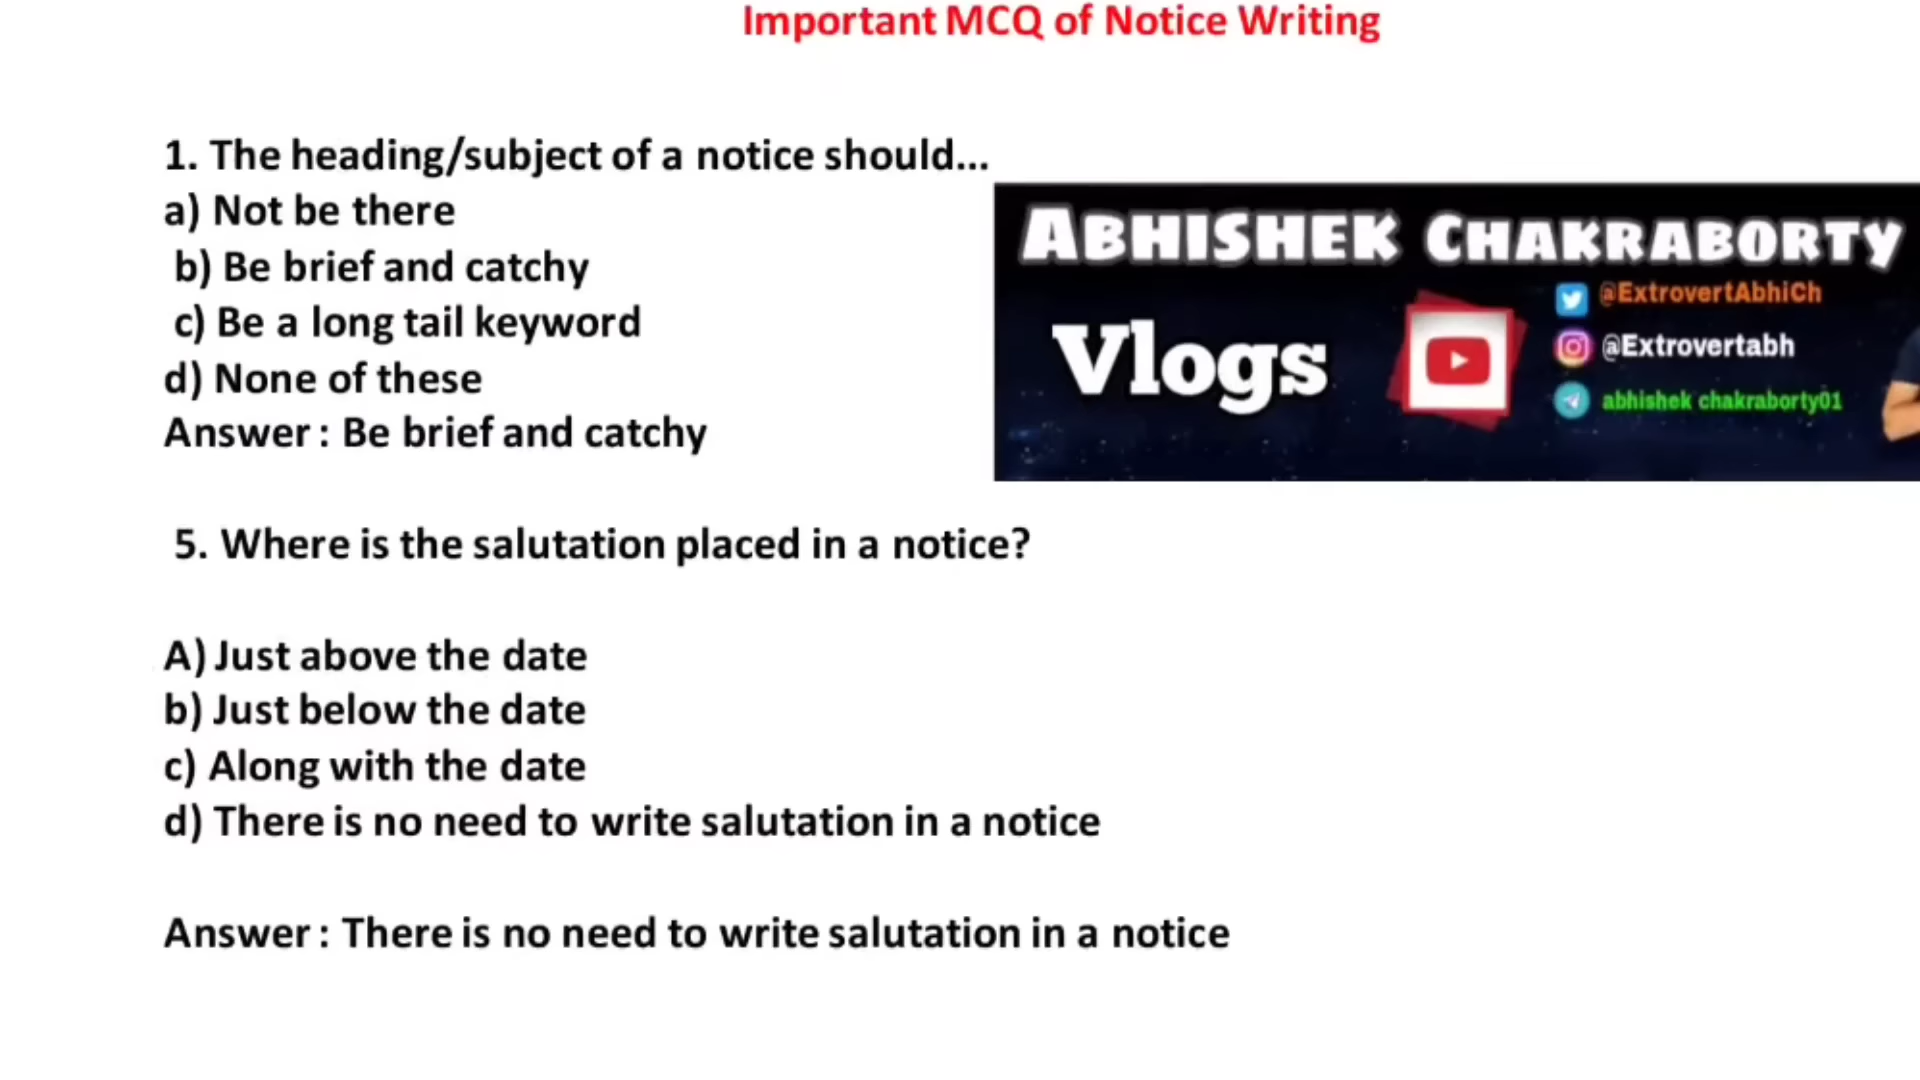 Important MCQ of Notice Writing
1. The heading/subject of a notice should...
a) Not be there
b) Be brief and catchy
c) Be a long tail keyword
d) None of these
Answer : Be brief and catchy
ABHISHEK CHAKRABORTY
Vlogs
@ExtrovertAbhiCh
@Extrovertabh
abhishek chakraborty01
5. Where is the salutation placed in a notice?
A) Just above the date
b) Just below the date
c) Along with the date
d) There is no need to write salutation in a notice
Answer : There is no need to write salutation in a notice